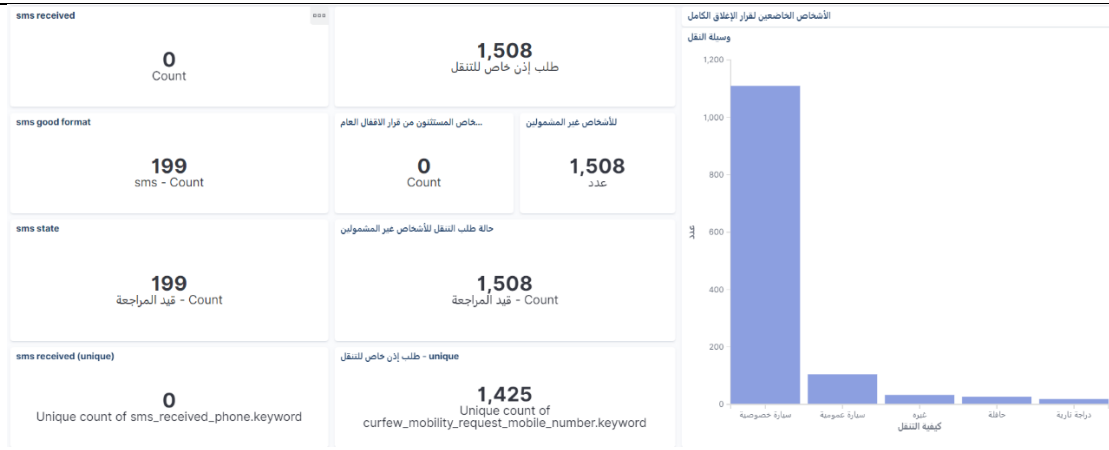 sms received
0
Count
1,508
طلب إذن خاص للتنقل
sms good format
199
sms - Count
خاص المستثنون من قرار الاقفال العام...
0
Count
للأشخاص غير المشمولين
1,508
عدد
sms state
199
Count - قيد المراجعة
حالة طلب التنقل للأشخاص غير المشمولين
1,508
Count - قيد المراجعة
sms received (unique)
0
Unique count of sms_received_phone.keyword
unique - طلب إذن خاص للتنقل
1,425
Unique count of
curfew_mobility_request_mobile_number.keyword
الأشخاص الخاضعين لقرار الإغلاق الكامل
وسيلة النقل
1,200
1,000
800
600
400
200
0
عدد
سيارة خصوصية
سيارة عمومية
غيره
حافلة
دراجة نارية
كيفية التنقل